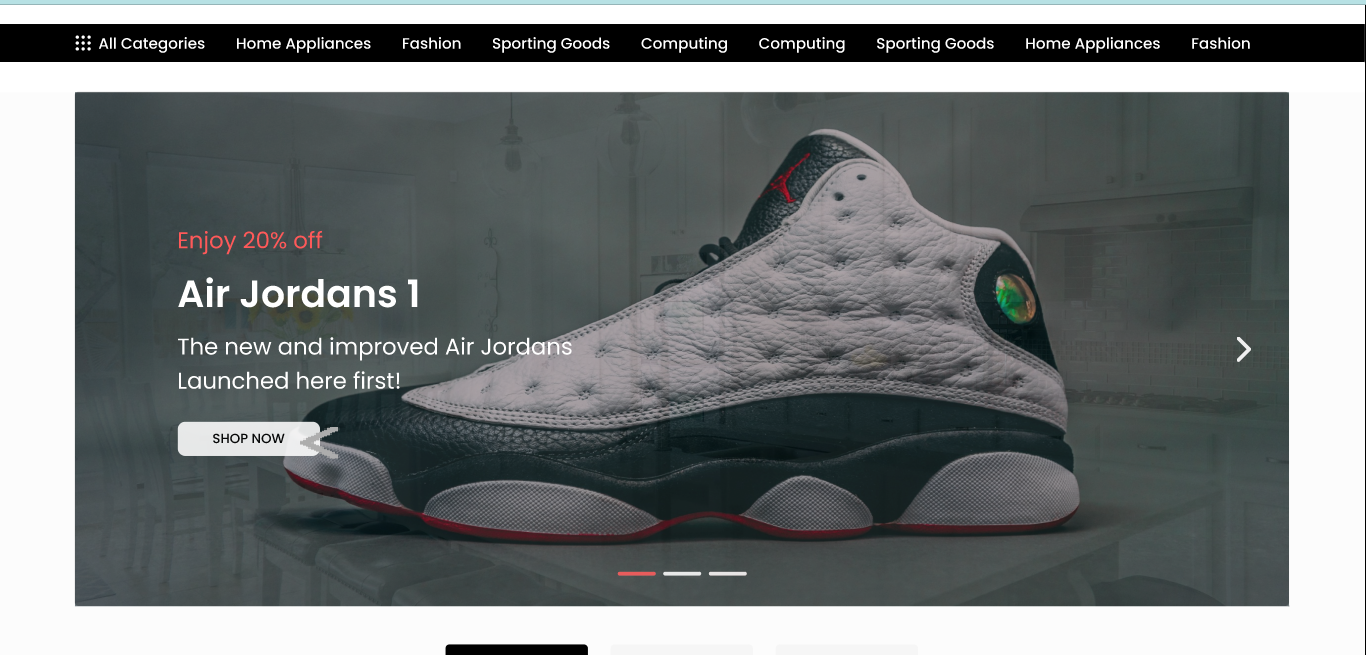 All Categories Home Appliances Fashion Sporting Goods Computing Computing Sporting Goods Home Appliances Fashion
Enjoy 20% off
Air Jordans 1
The new and improved Air Jordans
Launched here first!
SHOP NOW